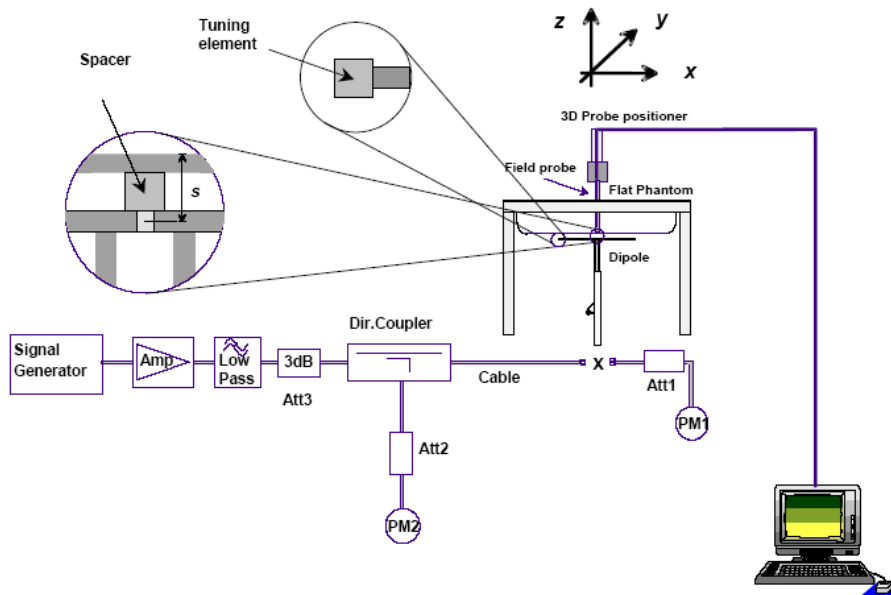 Tuning
element
Spacer
s
z
y
x
3D Probe positioner
Field probe
Flat Phantom
Dipole
Dir.Coupler
Signal
Generator
Amp
Low
Pass
3dB
Att3
Cable
x
Att1
PM1
Att2
PM2